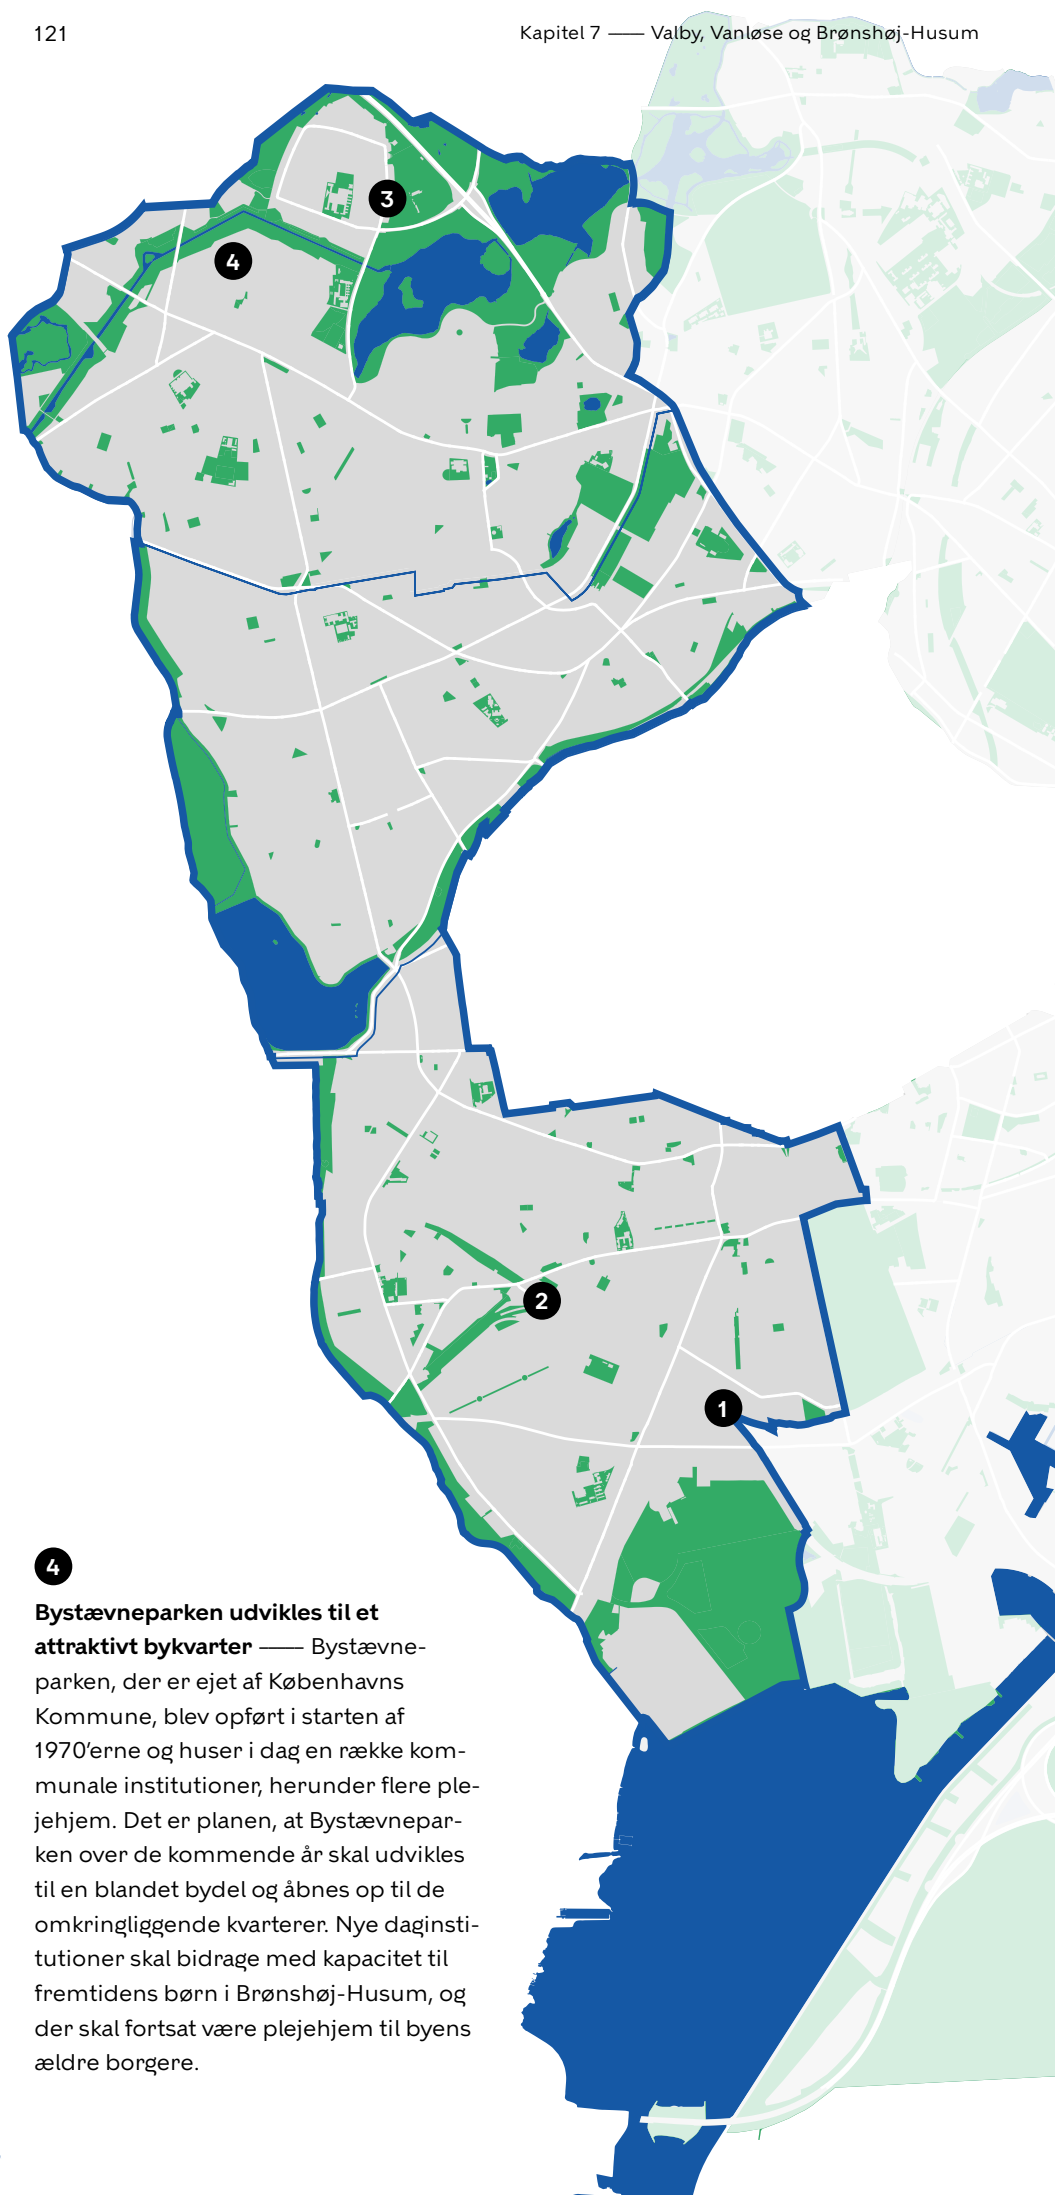 121
Kapitel 7 —— Valby, Vanløse og Brønshøj-Husum
3
4
2
1
4
Bystævneparken udvikles til et
attraktivt bykvarter —— Bystævne-
parken, der er ejet af Københavns
Kommune, blev opført i starten af
1970’erne og huser i dag en række kom-
munale institutioner, herunder flere ple-
jehjem. Det er planen, at Bystævnepar-
ken over de kommende år skal udvikles
til en blandet bydel og åbnes op til de
omkringliggende kvarterer. Nye daginsti-
tutioner skal bidrage med kapacitet til
fremtidens børn i Brønshøj-Husum, og
der skal fortsat være plejehjem til byens
ældre borgere.